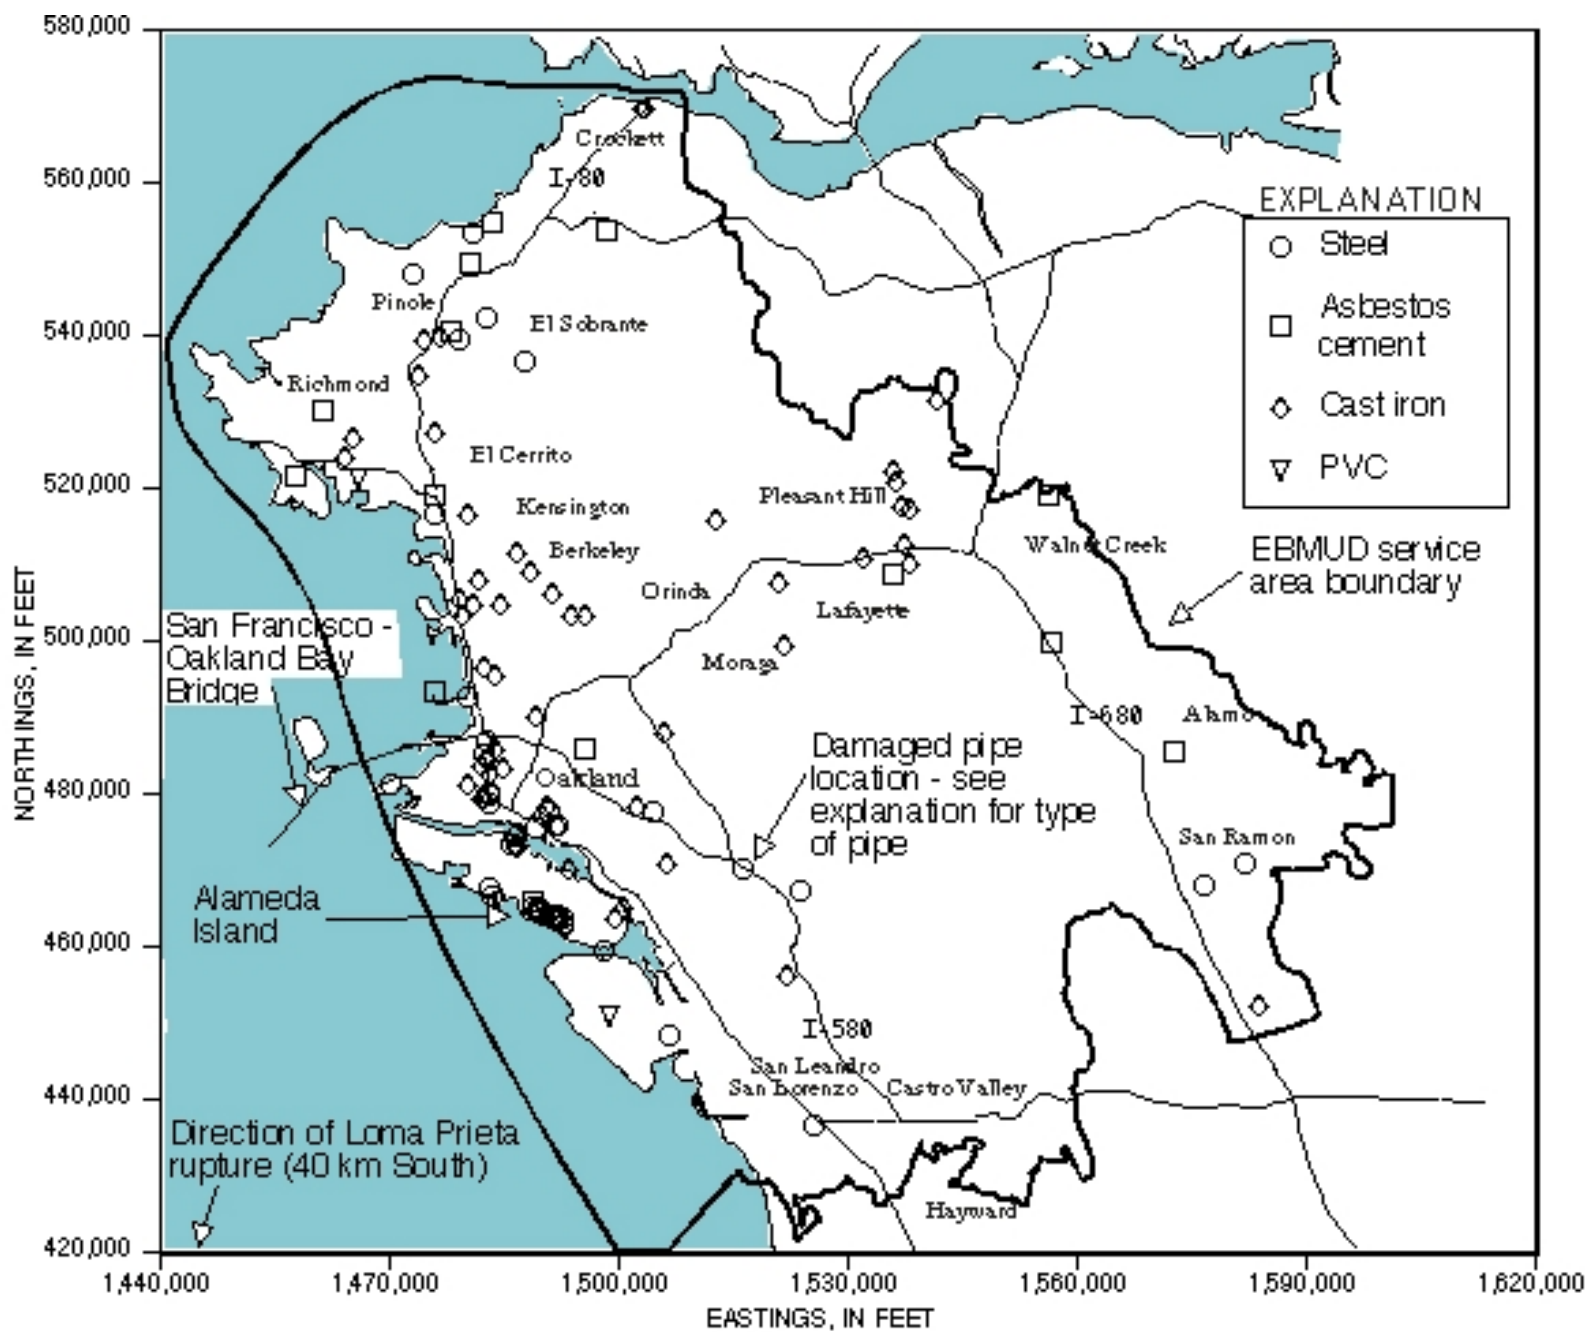 580,000
560,000
540,000
520,000
500,000
480,000
460,000
440,000
420,000
NORTHINGS, IN FEET
1,440,000
1,470,000
1,500,000
1,530,000
1,560,000
1,590,000
1,620,000
EASTINGS, IN FEET
Crockett
I-80
EXPLANATION
Steel
Asbestos
cement
Cast iron
PVC
Pinole
El Sobrante
Richmond
El Cerrito
Kensington
Pleasant Hill
Berkeley
Walnut Creek
EBMUD service
area boundary
Orinda
Lafayette
San Francisco -
Oakland Bay
Bridge
Moraga
I-680
Alamo
Damaged pipe
location - see
explanation for type
of pipe
Oakland
San Ramon
Alameda
Island
I-580
San Leandro
San Lorenzo
Castro Valley
Direction of Loma Prieta
rupture (40 km South)
Hayward